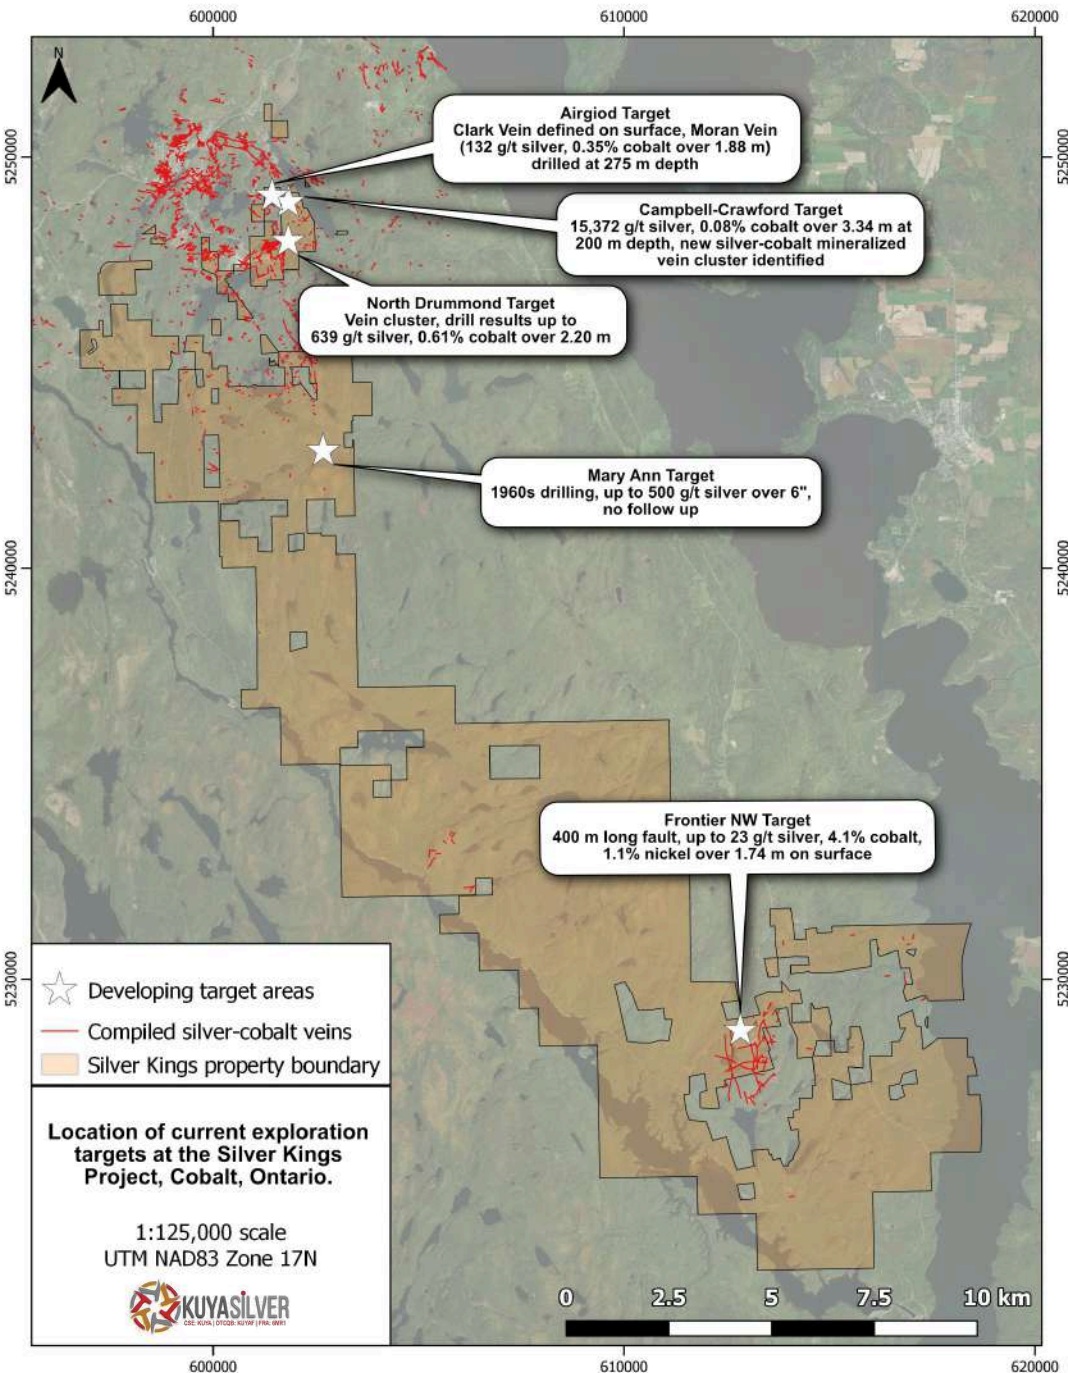 600000
610000
620000
N
5250000
5250000
Airgiod Target
Clark Vein defined on surface, Moran Vein
(132 g/t silver, 0.35% cobalt over 1.88 m)
drilled at 275 m depth
Campbell-Crawford Target
15,372 g/t silver, 0.08% cobalt over 3.34 m at
200 m depth, new silver-cobalt mineralized
vein cluster identified
North Drummond Target
Vein cluster, drill results up to
639 g/t silver, 0.61% cobalt over 2.20 m
Mary Ann Target
1960s drilling, up to 500 g/t silver over 6",
no follow up
5240000
5240000
Frontier NW Target
400 m long fault, up to 23 g/t silver, 4.1% cobalt,
1.1% nickel over 1.74 m on surface
5230000
5230000
Developing target areas
Compiled silver-cobalt veins
Silver Kings property boundary
Location of current exploration
targets at the Silver Kings
Project, Cobalt, Ontario.
1:125,000 scale
UTM NAD83 Zone 17N
KUYASILVER
CSE: KUYA | OTCQB: KUYAF | FRA: 6MR1
0 2.5 5 7.5 10 km
600000
610000
620000